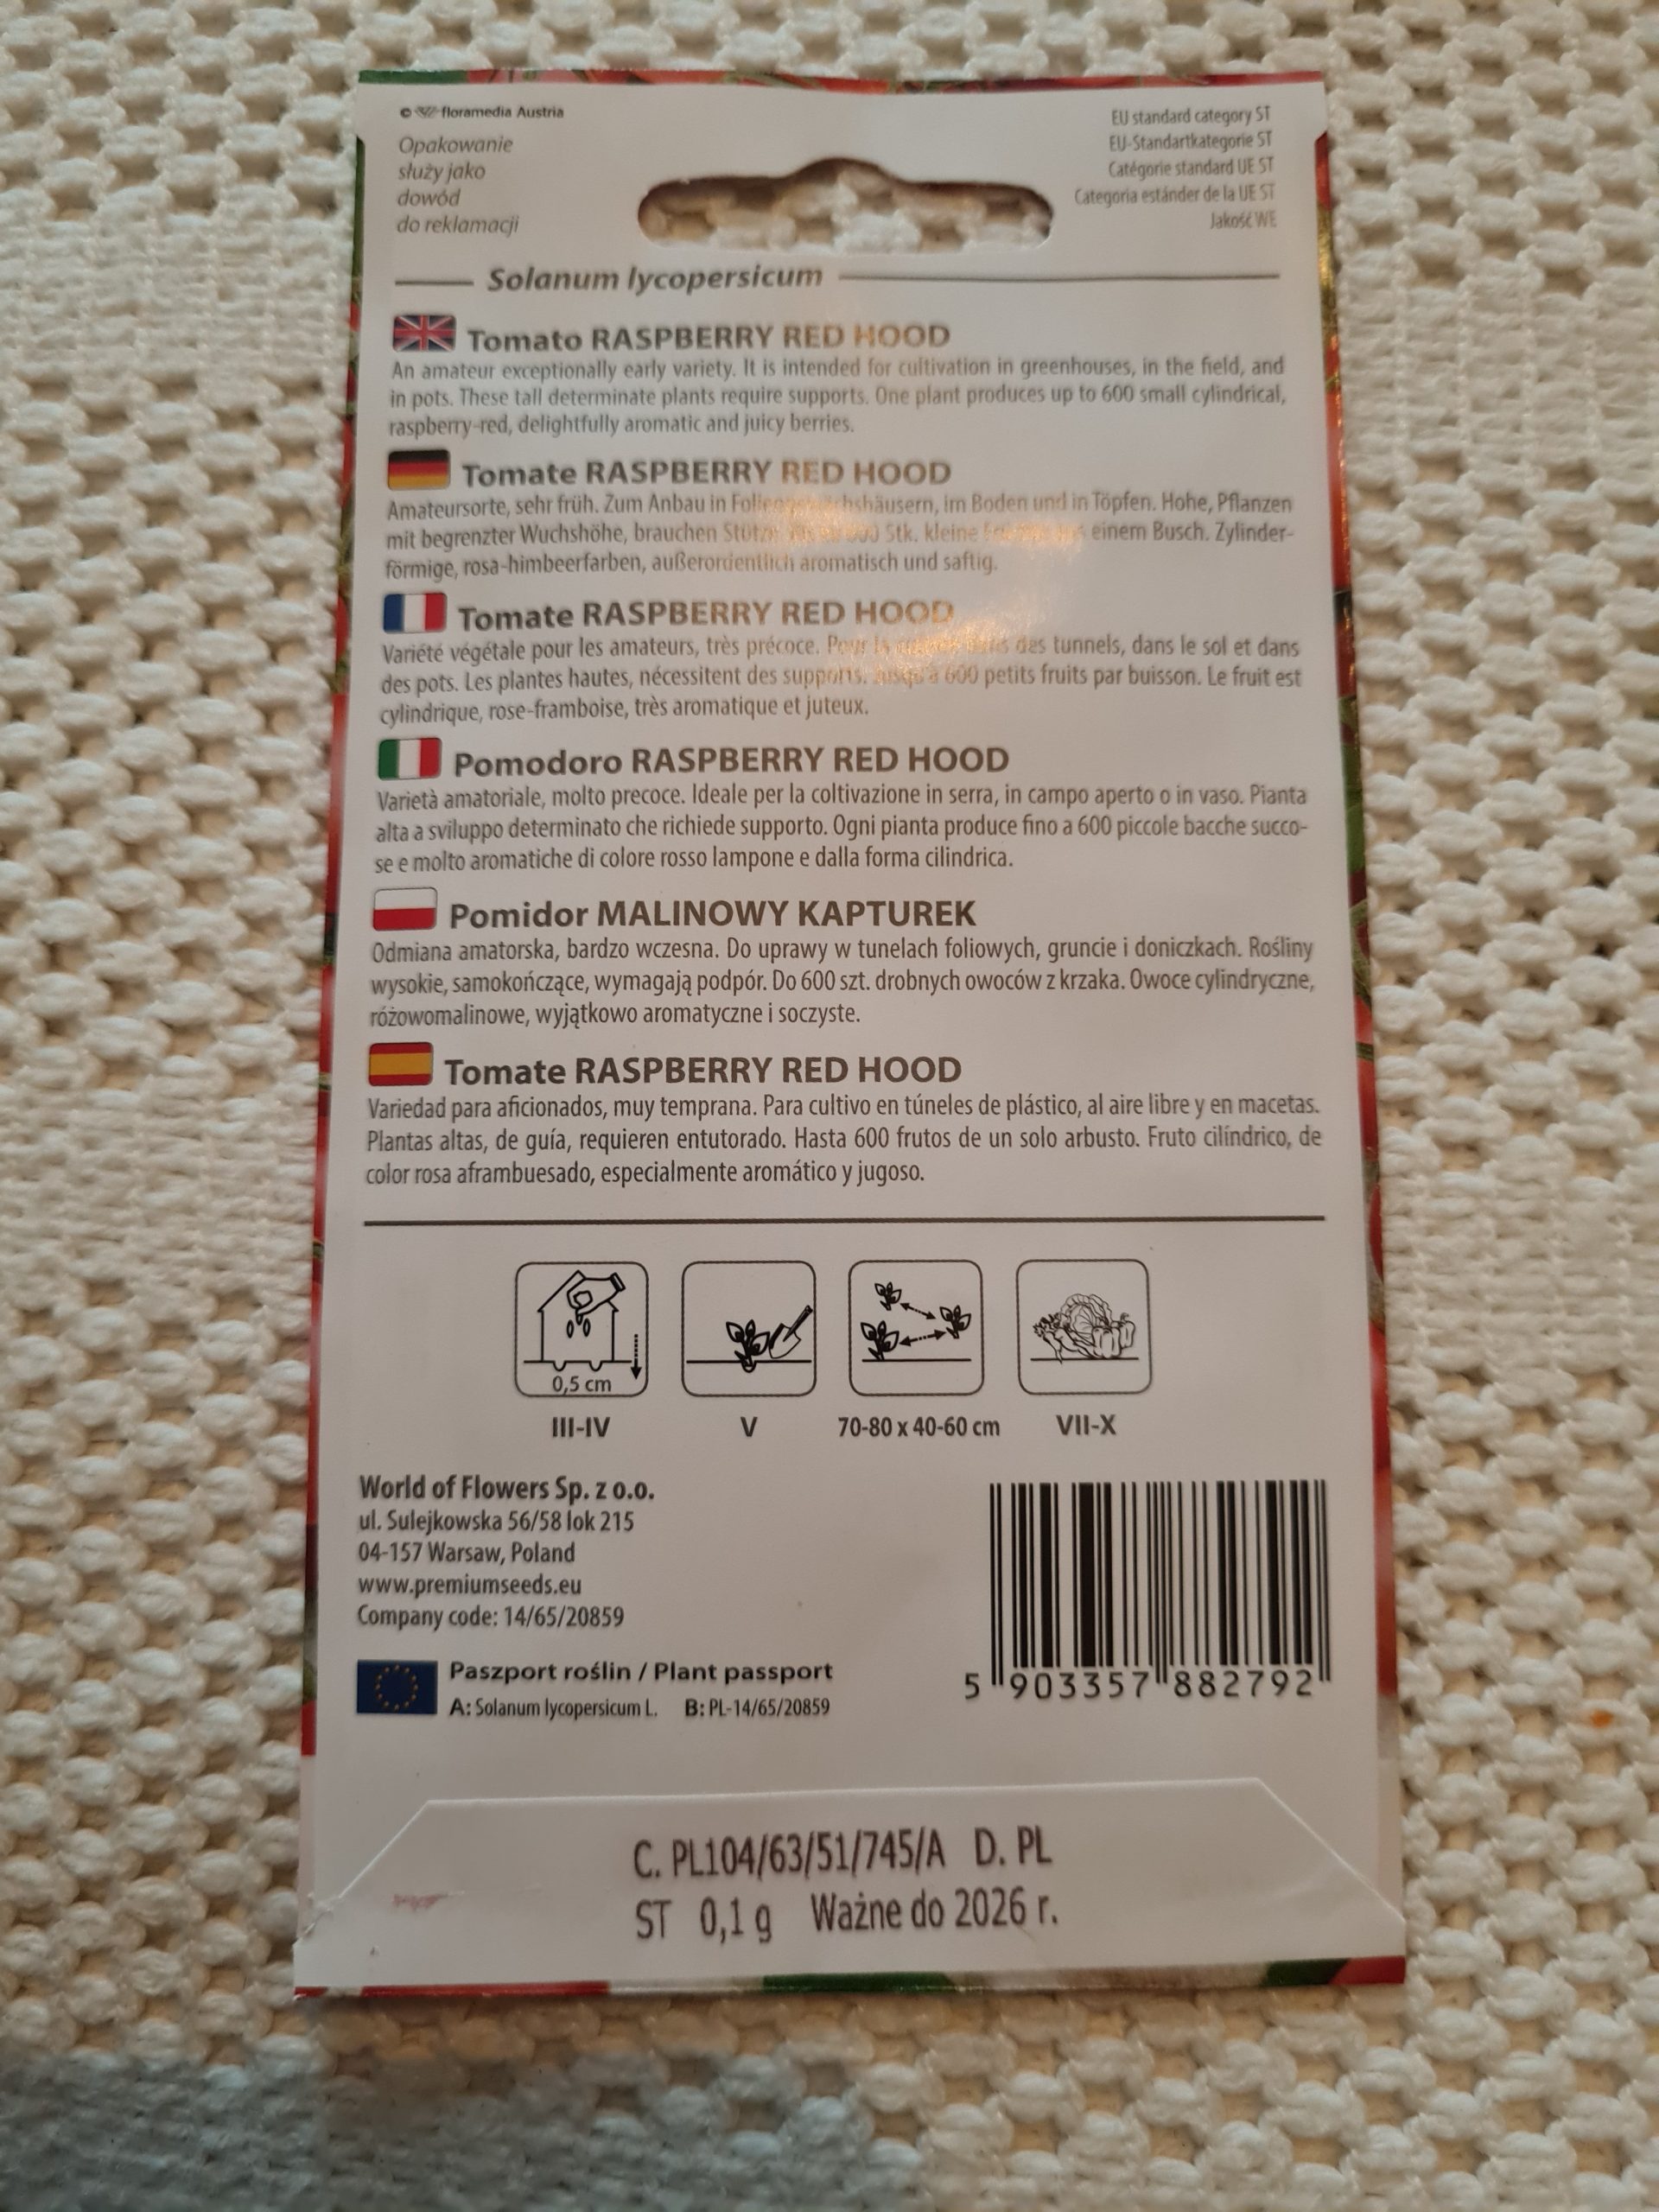 © floramedia Austria
Opakowanie
służy jako
dowód
do reklamacji
EU standard category ST
EU-Standartkategorie ST
Catégorie standard UE ST
Categoria estánder de la UE ST
Jakość WE
Solanum lycopersicum
Tomato RASPBERRY RED HOOD
An amateur exceptionally early variety. It is intended for cultivation in greenhouses, in the field, and
in pots. These tall determinate plants require supports. One plant produces up to 600 small cylindrical,
raspberry-red, delightfully aromatic and juicy berries.
Tomate RASPBERRY RED HOOD
Amateursorte, sehr früh. Zum Anbau in im Boden und in Töpfen. Hohe, Pflanzen
mit begrenzter Wuchshöhe, brauchen Stk. kleine einem Busch. Zylinder-
förmige, rosa-himbeerfarben, außerordentlich aromatisch und saftig.
Tomate RASPBERRY RED HOOD
Variété végétale pour les amateurs, très précoce. Pour la des tunnels, dans le sol et dans
des pots. Les plantes hautes, nécessitent des supports. Jusqu'à 600 petits fruits par buisson. Le fruit est
cylindrique, rose-framboise, très aromatique et juteux.
Pomodoro RASPBERRY RED HOOD
Varietà amatoriale, molto precoce. Ideale per la coltivazione in serra, in campo aperto o in vaso. Pianta
alta a sviluppo determinato che richiede supporto. Ogni pianta produce fino a 600 piccole bacche succo-
se e molto aromatiche di colore rosso lampone e dalla forma cilindrica.
Pomidor MALINOWY KAPTUREK
Odmiana amatorska, bardzo wczesna. Do uprawy w tunelach foliowych, gruncie i doniczkach. Rośliny
wysokie, samokończące, wymagają podpór. Do 600 szt. drobnych owoców z krzaka. Owoce cylindryczne,
różowomalinowe, wyjątkowo aromatyczne i soczyste.
Tomate RASPBERRY RED HOOD
Variedad para aficionados, muy temprana. Para cultivo en túneles de plástico, al aire libre y en macetas.
Plantas altas, de guía, requieren entutorado. Hasta 600 frutos de un solo arbusto. Fruto cilíndrico, de
color rosa aframbuesado, especialmente aromático y jugoso.
0,5 cm
III-IV V 70-80 x 40-60 cm VII-X
World of Flowers Sp. z o.o.
ul. Sulejkowska 56/58 lok 215
04-157 Warsaw, Poland
www.premiumseeds.eu
Company code: 14/65/20859
Paszport roślin / Plant passport
A: Solanum lycopersicum L. B: PL-14/65/20859
5 903357 882792
C. PL104/63/51/745/A D. PL
ST 0,1 g Ważne do 2026 r.